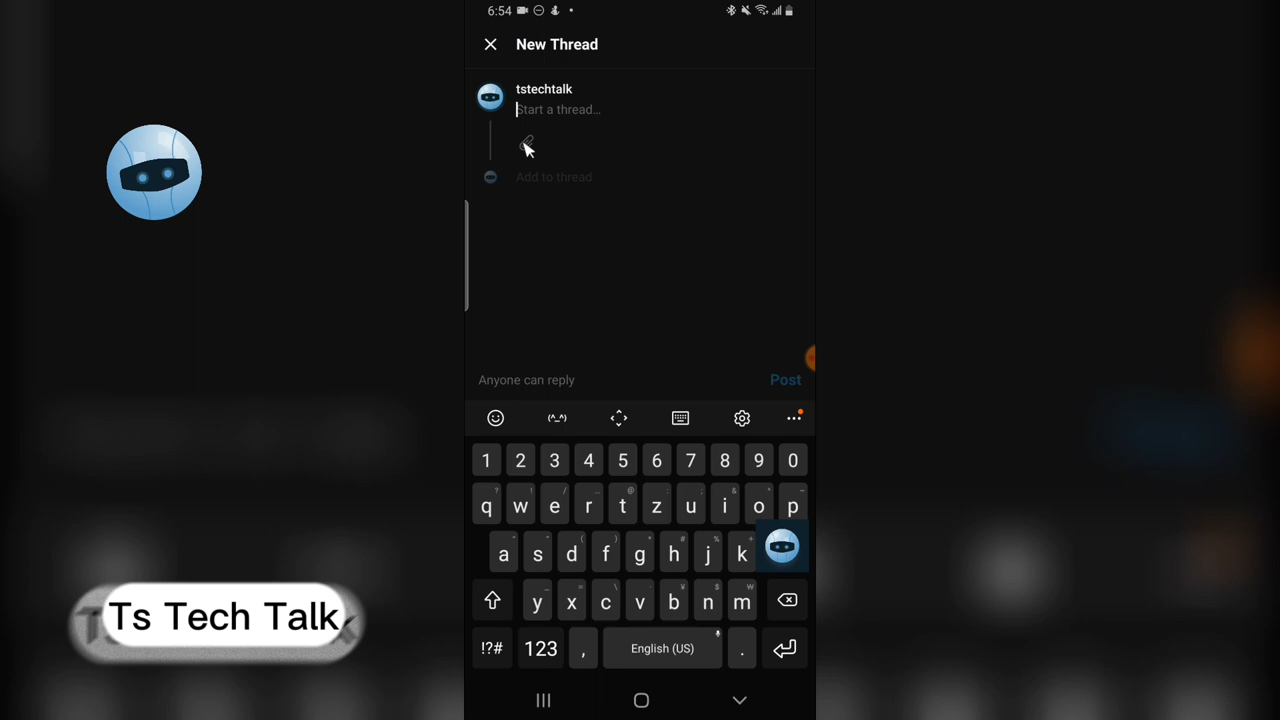 6:54
New Thread
tstechtalk
Start a thread...
Add to thread
Anyone can reply
Post
(^_^)
1 2 3 4 5 6 7 8 9 0
q w e r t z u i o p
a s d f g h j k
y x c v b n m
!?# 123 , English (US) .
Ts Tech Talk